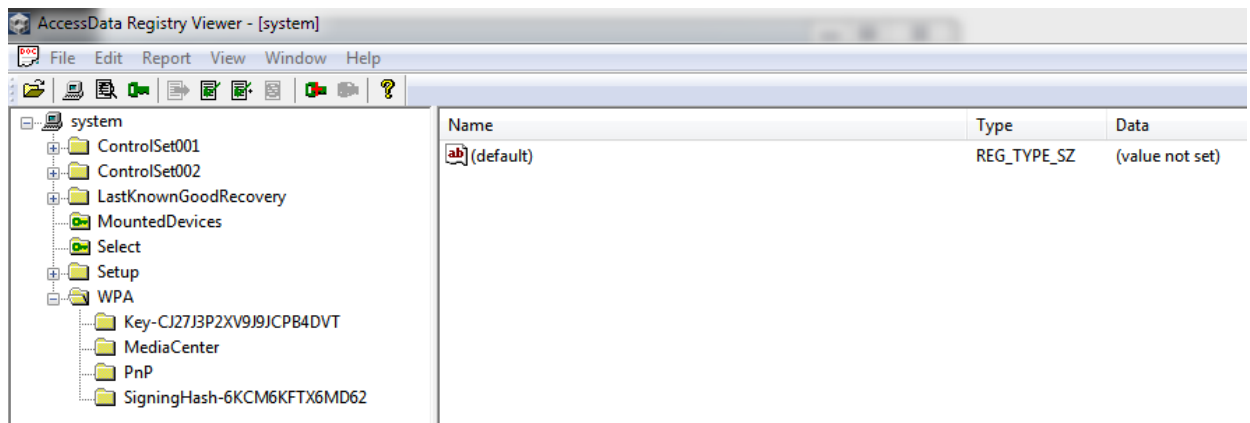 AccessData Registry Viewer - [system]
File Edit Report View Window Help
system
ControlSet001
ControlSet002
LastKnownGoodRecovery
MountedDevices
Select
Setup
WPA
Key-CJ27J3P2XV9J9JCPB4DVT
MediaCenter
PnP
SigningHash-6KCM6KFTX6MD62
Name Type Data
ab (default) REG_TYPE_SZ (value not set)